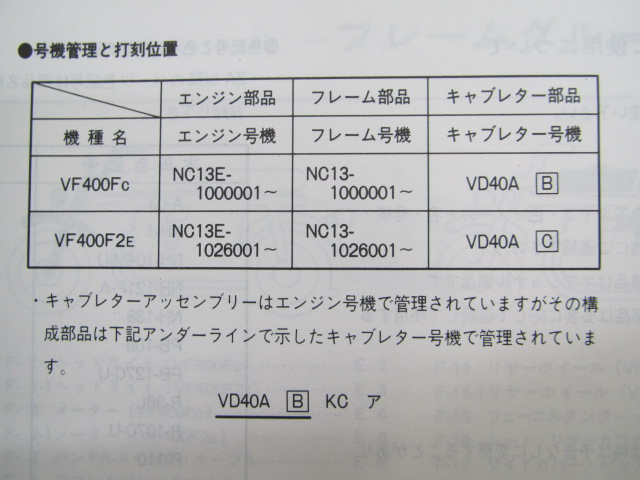 ●号機管理と打刻位置
エンジン部品 フレーム部品 キャブレター部品
機種名 エンジン号機 フレーム号機 キャブレター号機
VF400FC NC13E-1000001～ NC13-1000001～ VD40A B
VF400F2E NC13E-1026001～ NC13-1026001～ VD40A C
・キャブレターアッセンブリーはエンジン号機で管理されていますがその構
成部品は下記アンダーラインで示したキャブレター号機で管理されていま
す。
VD40A B KC ア